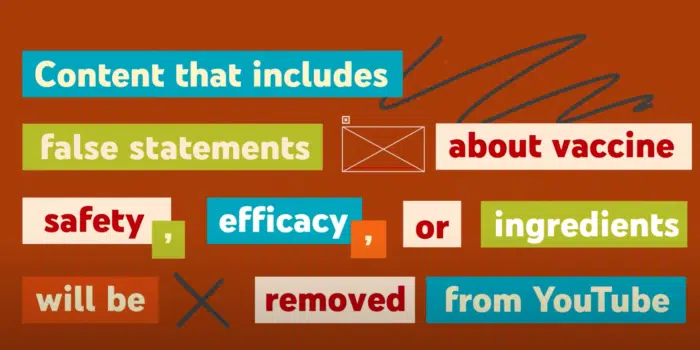 Content that includes
false statements about vaccine
safety, efficacy, or ingredients
will be removed from YouTube